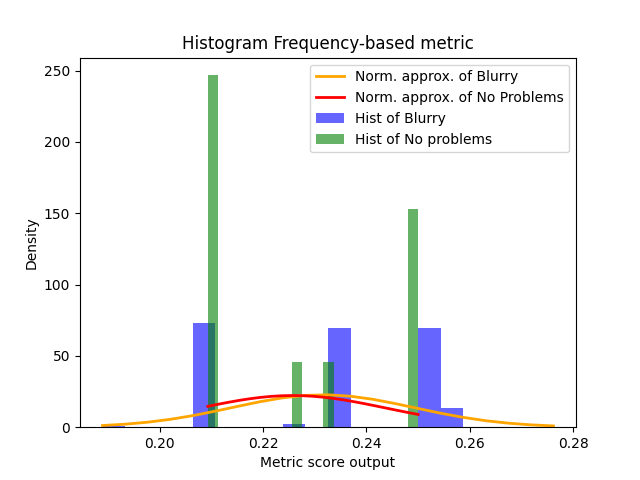 Histogram Frequency-based metric
Norm. approx. of Blurry
Norm. approx. of No Problems
Hist of Blurry
Hist of No problems
250
200
150
100
50
0
Density
0.20
0.22
0.24
0.26
0.28
Metric score output